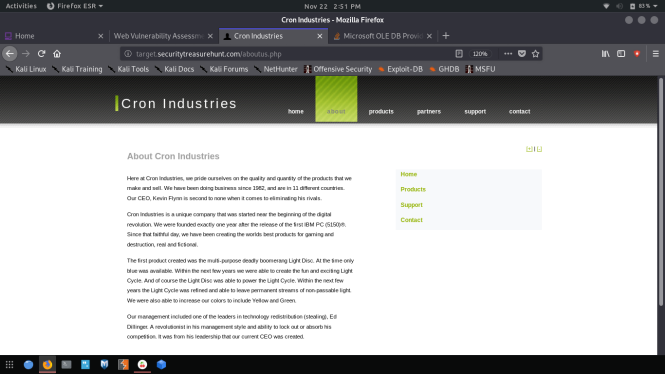 Activities Firefox ESR Nov 22 2:51 PM 83 %
Cron Industries - Mozilla Firefox
Home Web Vulnerability Assessm Cron Industries Microsoft OLE DB Provid
target.securitytreasurehunt.com/aboutus.php 120%
Kali Linux Kali Training Kali Tools Kali Docs Kali Forums NetHunter Offensive Security Exploit-DB GHDB MSFU
Cron Industries
home about products partners support contact
About Cron Industries
Here at Cron Industries, we pride ourselves on the quality and quantity of the products that we
make and sell. We have been doing business since 1982, and are in 11 different countries.
Our CEO, Kevin Flynn is second to none when it comes to eliminating his rivals.
Cron Industries is a unique company that was started near the beginning of the digital
revolution. We were founded exactly one year after the release of the first IBM PC (5150)®.
Since that faithful day, we have been creating the worlds best products for gaming and
destruction, real and fictional.
The first product created was the multi-purpose deadly boomerang Light Disc. At the time only
blue was available. Within the next few years we were able to create the fun and exciting Light
Cycle. And of course the Light Disc was able to power the Light Cycle. Within the next few
years the Light Cycle was refined and able to leave permanent streams of non-passable light.
We were also able to increase our colors to include Yellow and Green.
Our management included one of the leaders in technology redistribution (stealing), Ed
Dillinger. A revolutionist in his management style and ability to lock out or absorb his
competition. It was from his leadership that our current CEO was created.
Home
Products
Support
Contact